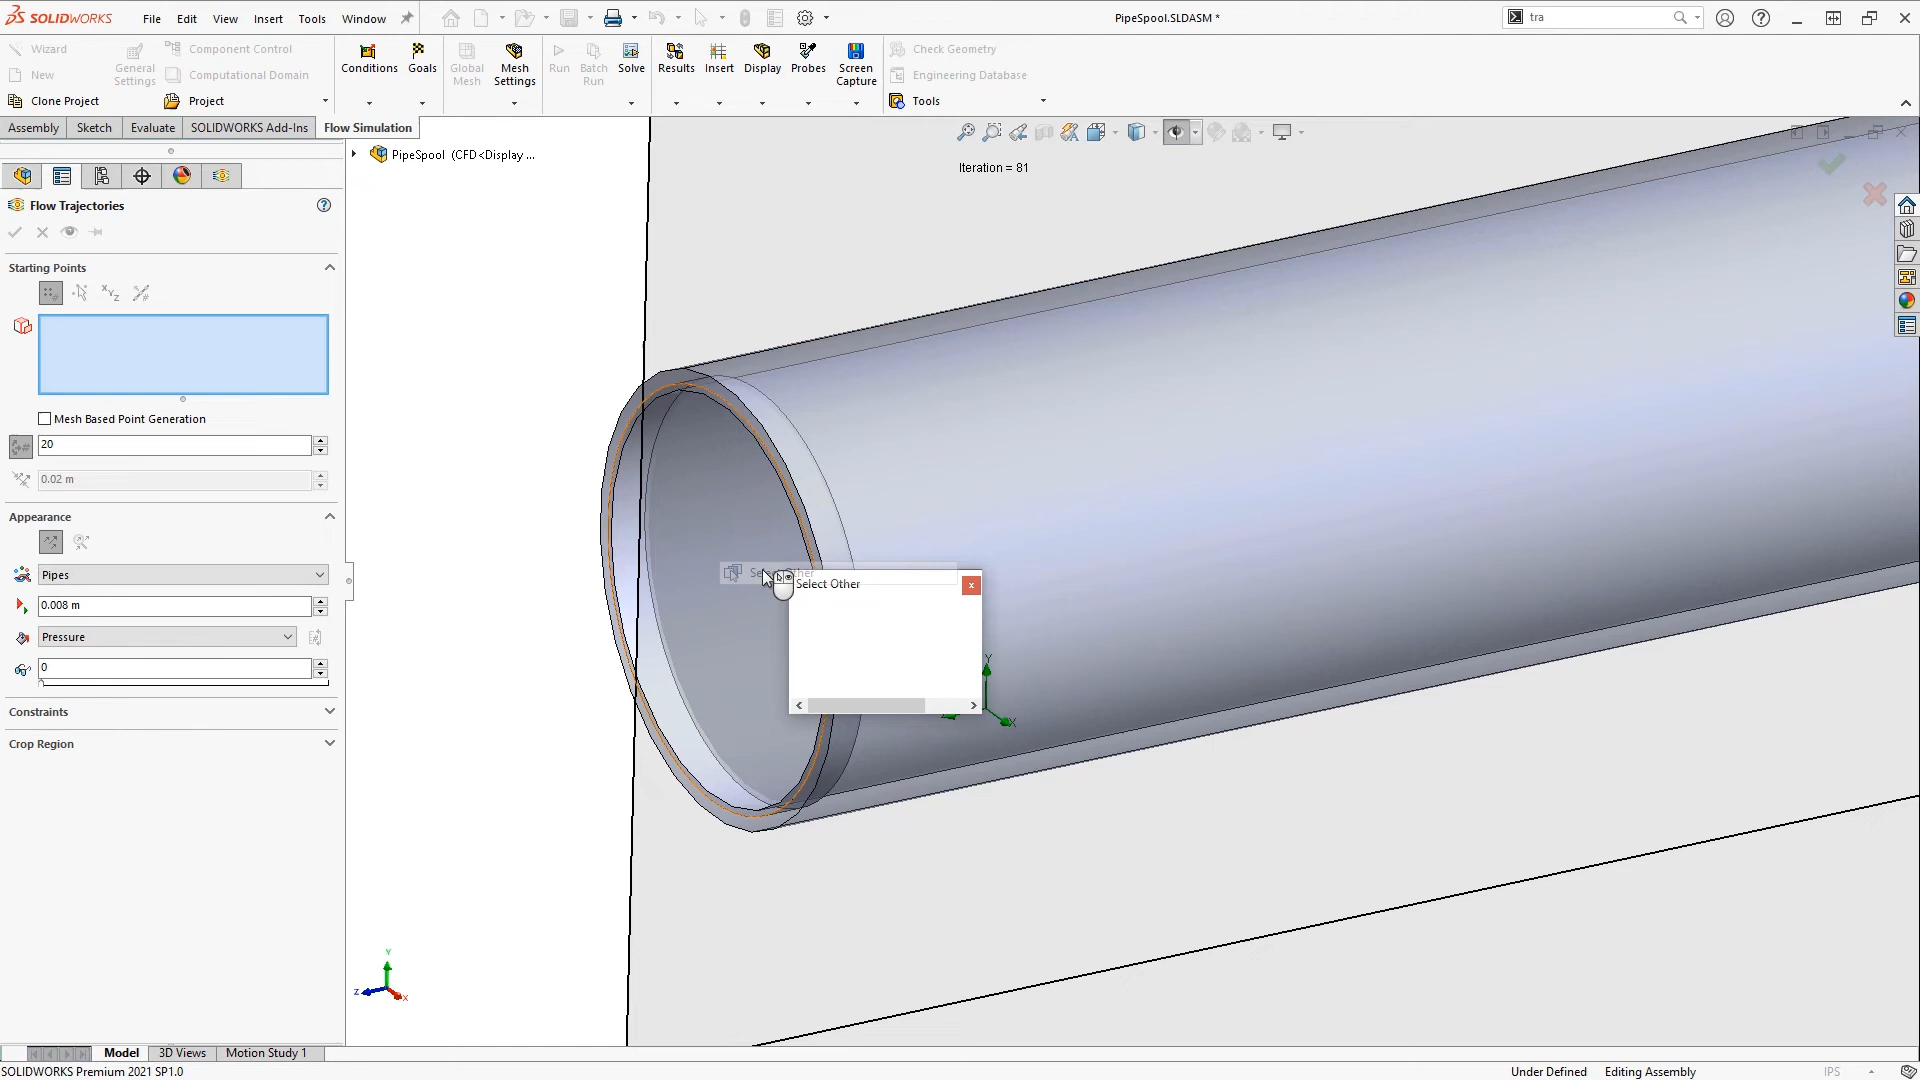 SOLIDWORKS
File
Edit
View
Insert
Tools
Window
PipeSpool.SLDASM *
tra
Wizard
New
Clone Project
General
Settings
Component Control
Computational Domain
Project
Conditions
Goals
Global
Mesh
Mesh
Settings
Run
Batch
Run
Solve
Results
Insert
Display
Probes
Screen
Capture
Check Geometry
Engineering Database
Tools
Assembly
Sketch
Evaluate
SOLIDWORKS Add-Ins
Flow Simulation
PipeSpool (CFD<Display ...
Iteration = 81
Flow Trajectories
Starting Points
Mesh Based Point Generation
20
0.02 m
Appearance
Pipes
0.008 m
Pressure
0
Constraints
Crop Region
Select Other
Select Other
Y
X
Y
Z
X
Model
3D Views
Motion Study 1
SOLIDWORKS Premium 2021 SP1.0
Under Defined
Editing Assembly
IPS